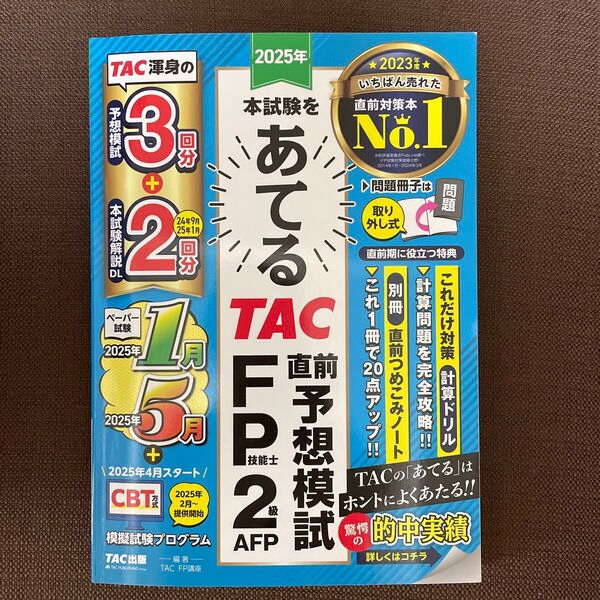 2025年
本試験を
あてる
TAC
直前予想模試
FP技能士2級
AFP
TAC渾身の
予想模試
3回分
+
本試験解説DL
24年9月
25年1月
2回分
ペーパー試験
2025年
1月
2025年
5月
+
2025年4月スタート
CBT方式
2025年
2月~
提供開始
模擬試験プログラム
TAC出版
TAC PUBLISHING Group
編著
TAC FP講座
★2023年度★
いちばん売れた
直前対策本
No.1
▶問題冊子は
取り
外し式
問題
直前期に役立つ特典
これだけ対策 計算ドリル
▶計算問題を完全攻略!!
別冊 直前つめこみノート
▶これ1冊で20点アップ!!
TACの「あてる」は
ホントによくあたる!!
驚愕の
的中実績
詳しくはコチラ